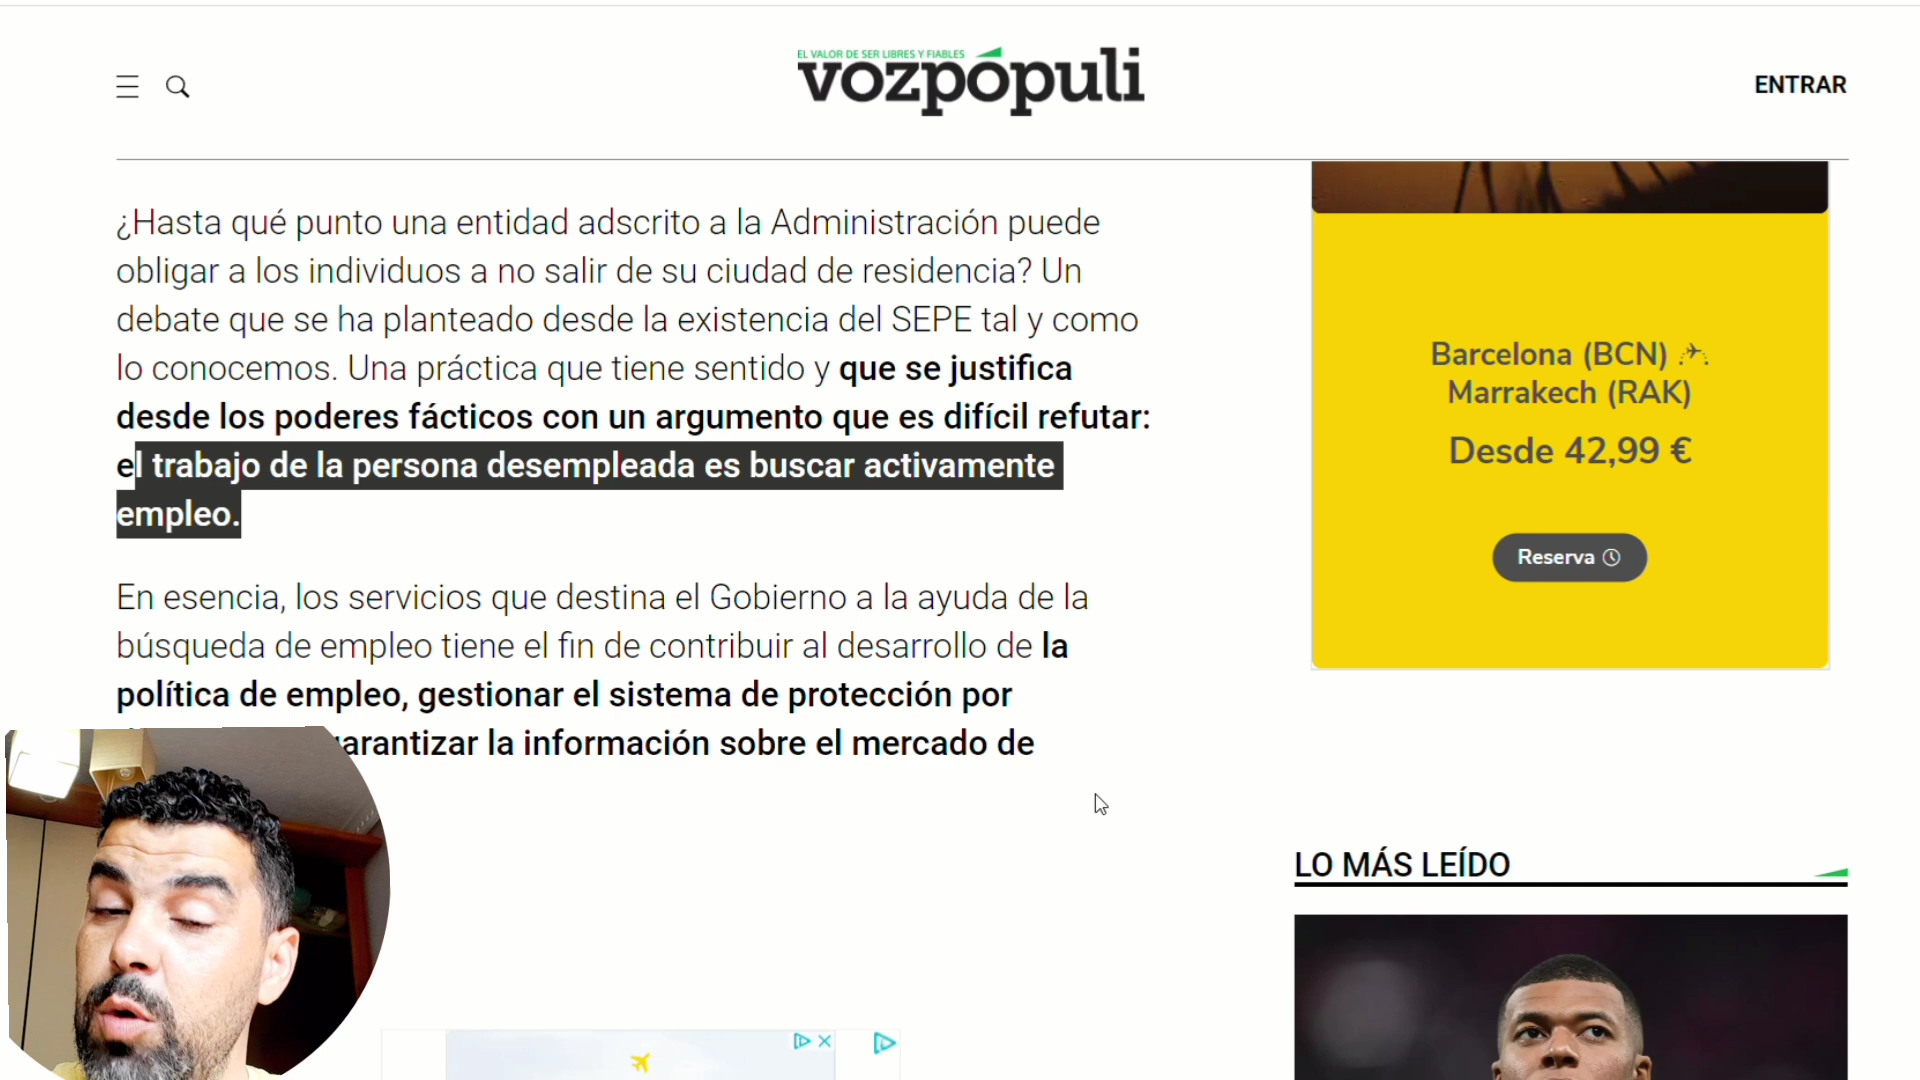 EL VALOR DE SER LIBRES Y FIABLES
vozpópuli
ENTRAR
¿Hasta qué punto una entidad adscrito a la Administración puede
obligar a los individuos a no salir de su ciudad de residencia? Un
debate que se ha planteado desde la existencia del SEPE tal y como
lo conocemos. Una práctica que tiene sentido y que se justifica
desde los poderes fácticos con un argumento que es difícil refutar:
el trabajo de la persona desempleada es buscar activamente
empleo.
En esencia, los servicios que destina el Gobierno a la ayuda de la
búsqueda de empleo tiene el fin de contribuir al desarrollo de la
política de empleo, gestionar el sistema de protección por
la información sobre el mercado de
Barcelona (BCN)
Marrakech (RAK)
Desde 42,99 €
Reserva
LO MÁS LEÍDO